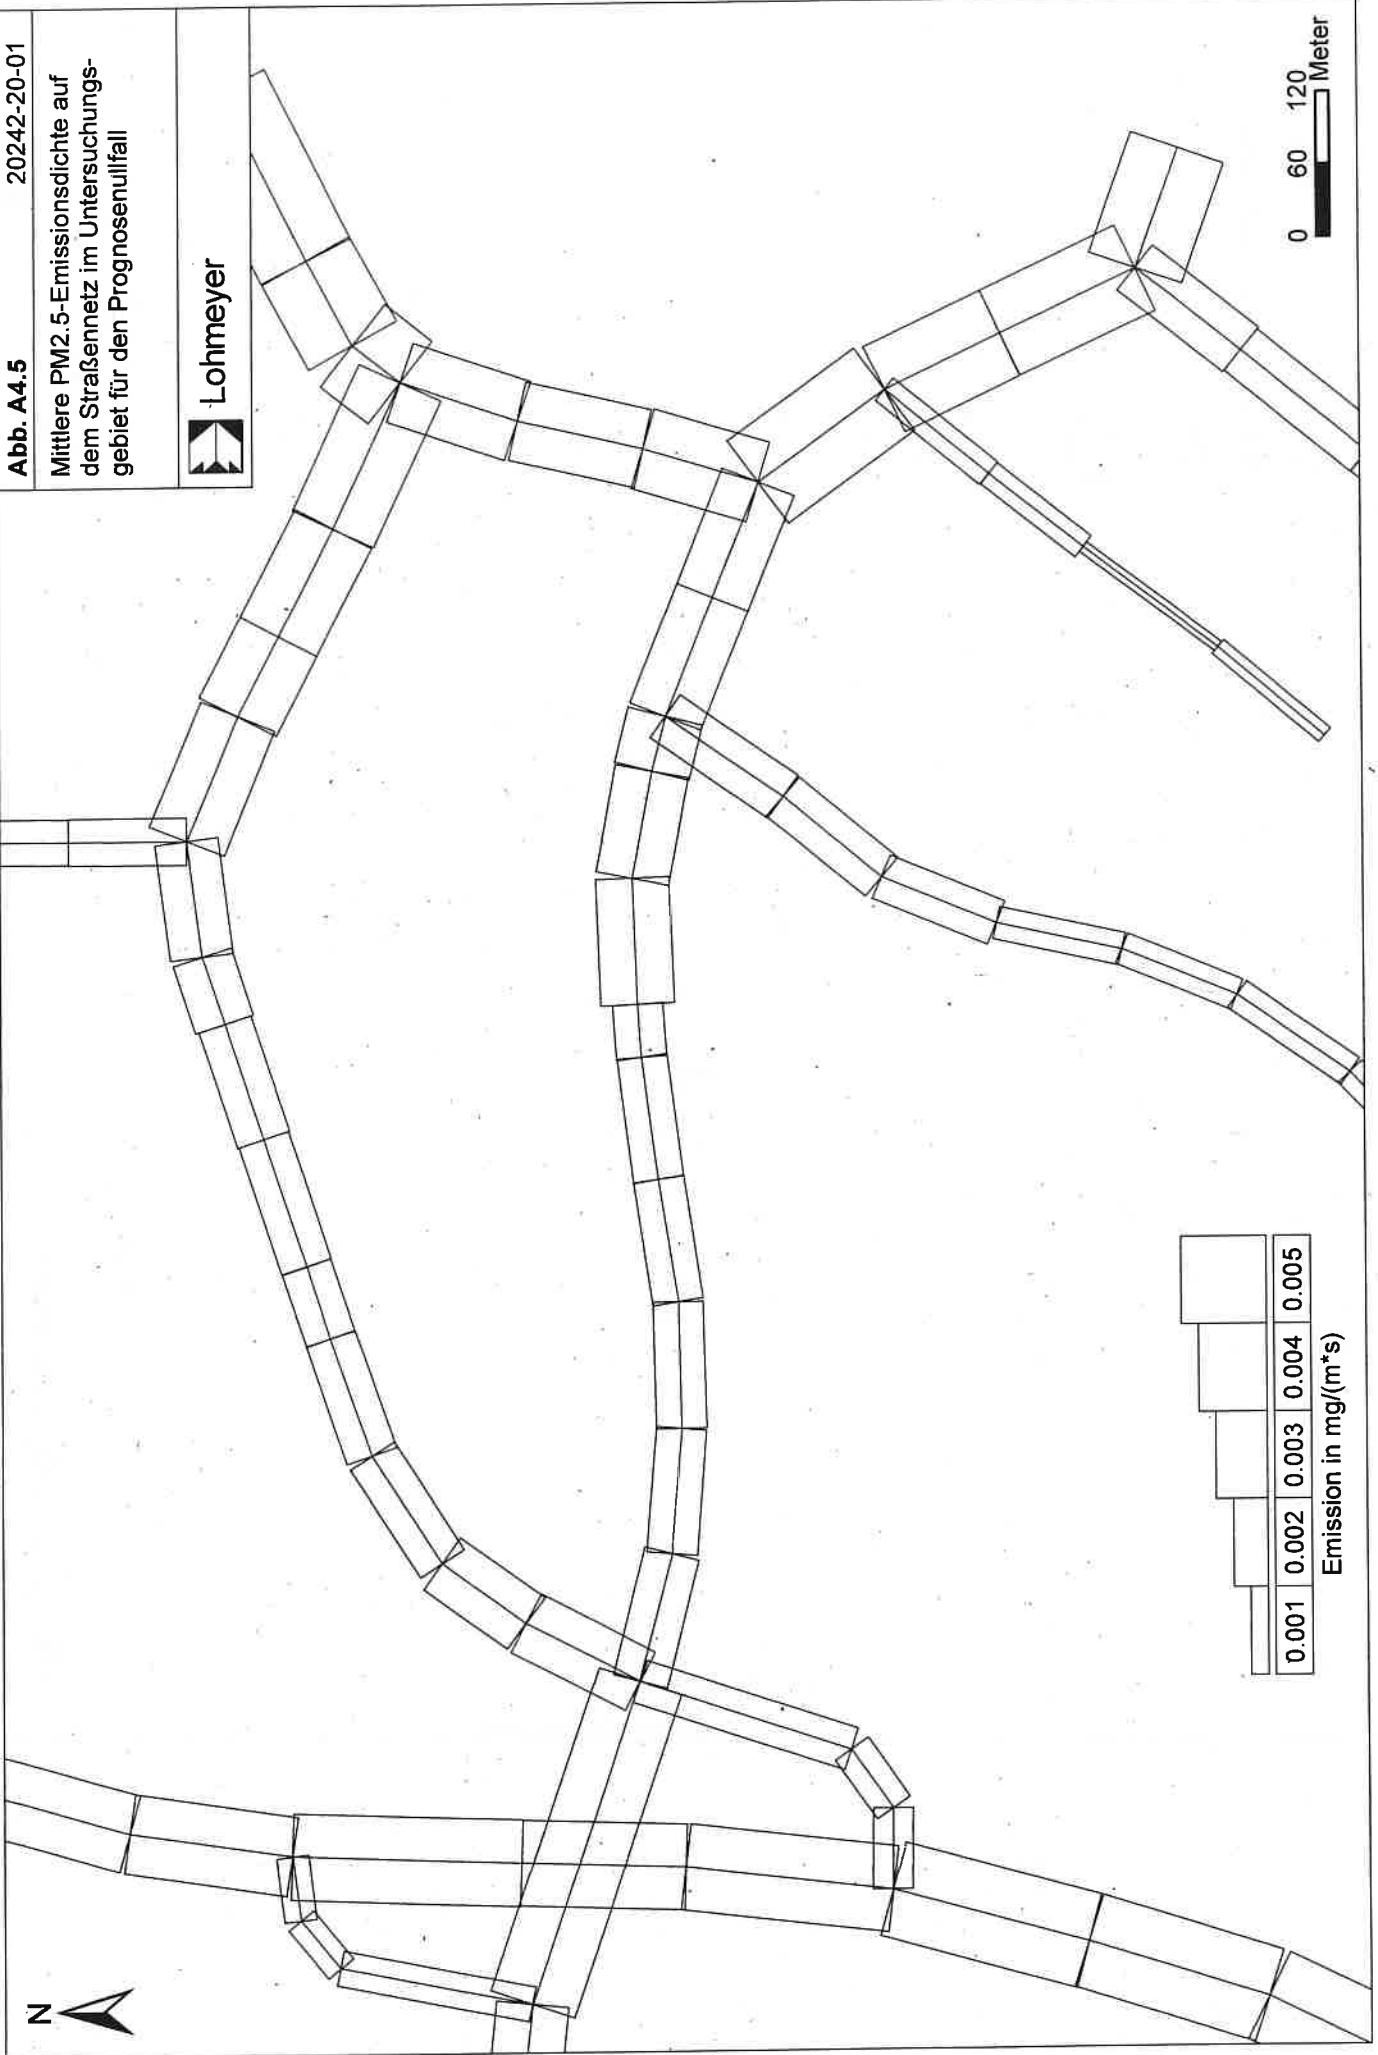 Abb. A4.5 20242-20-01
Mittlere PM2.5-Emissionsdichte auf
dem Straßennetz im Untersuchungs-
gebiet für den Prognosenullfall
Lohmeyer
N
0.001 0.002 0.003 0.004 0.005
Emission in mg/(m*s)
0 60 120
Meter